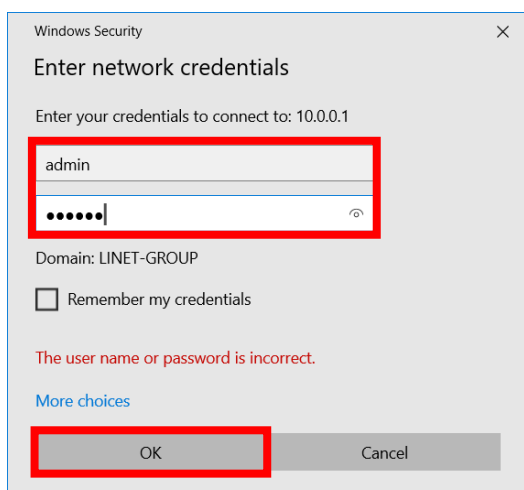 Windows Security
Enter network credentials
Enter your credentials to connect to: 10.0.0.1
admin
●●●●●●
Domain: LINET-GROUP
Remember my credentials
The user name or password is incorrect.
More choices
OK Cancel